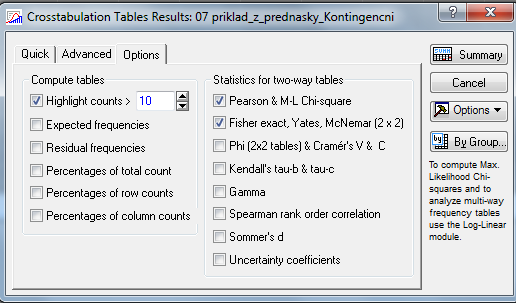 Crosstabulation Tables Results: 07 priklad_z_prednasky_Kontingencni
Quick Advanced Options
Compute tables
Highlight counts > 10
Expected frequencies
Residual frequencies
Percentages of total count
Percentages of row counts
Percentages of column counts
Statistics for two-way tables
Pearson & M-L Chi-square
Fisher exact, Yates, McNemar (2 x 2)
Phi (2x2 tables) & Cramér's V & C
Kendall's tau-b & tau-c
Gamma
Spearman rank order correlation
Sommer's d
Uncertainty coefficients
Summary
Cancel
Options
By Group...
To compute Max.
Likelihood Chi-
squares and to
analyze multi-way
frequency tables
use the Log-Linear
module.